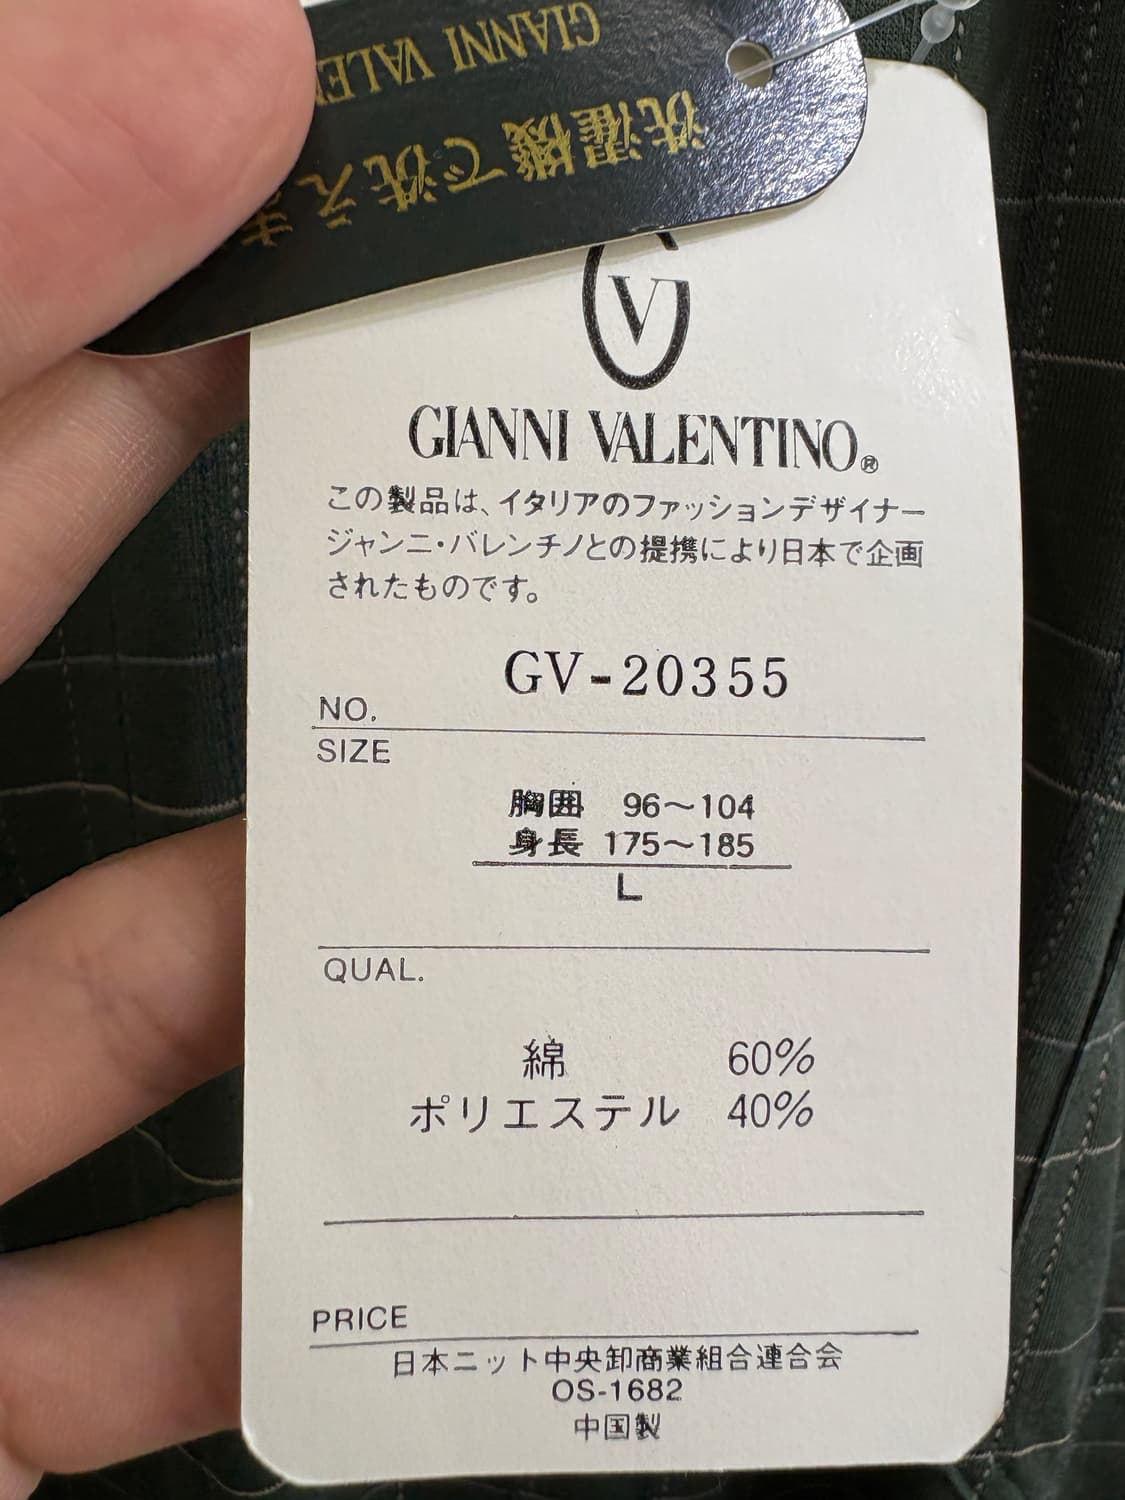 GIANNI VALEN
洗濯機で洗えま
GIANNI VALENTINO®
この製品は、イタリアのファッションデザイナー
ジャンニ・バレンチノとの提携により日本で企画
されたものです。
GV-20355
NO.
SIZE
胸囲 96〜104
身長 175〜185
L
QUAL.
綿 60%
ポリエステル 40%
PRICE
日本ニット中央卸商業組合連合会
OS-1682
中国製